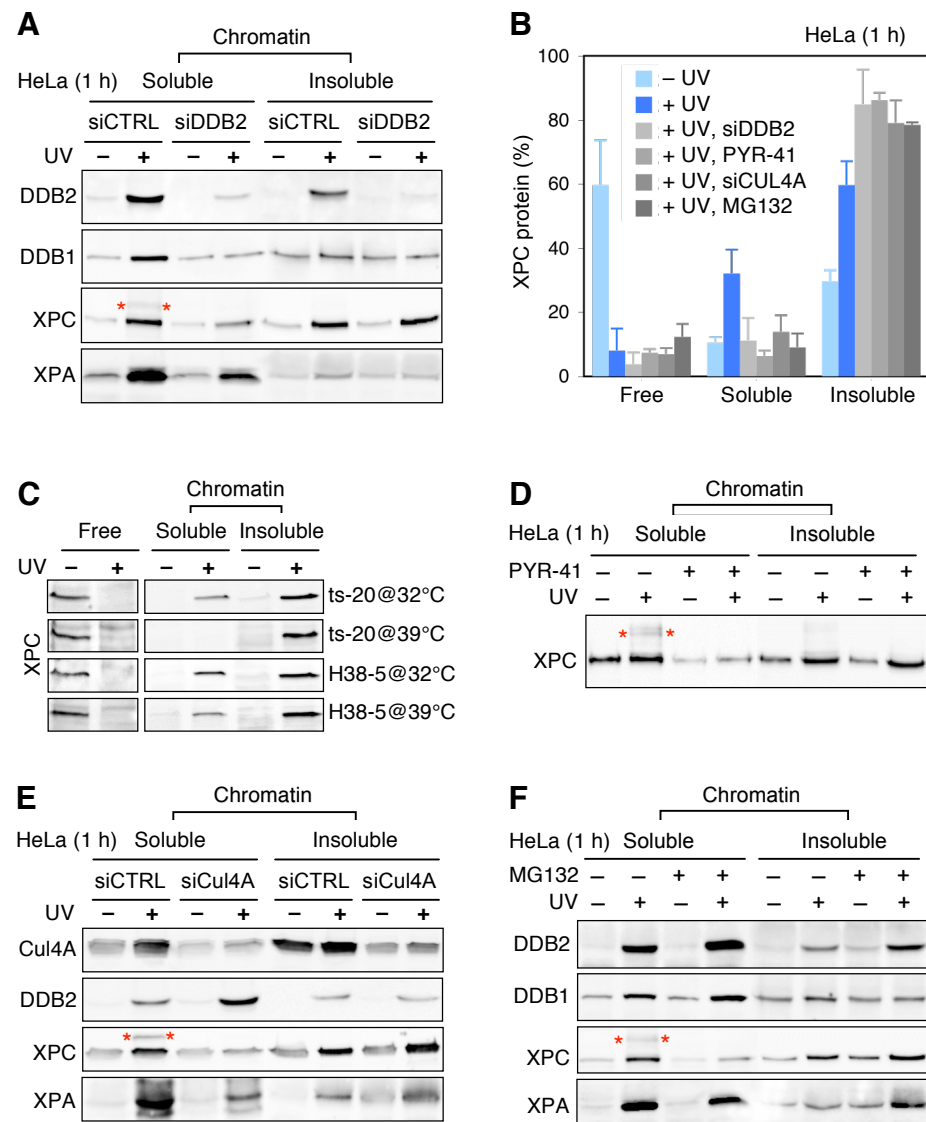 A
Chromatin
HeLa (1 h) Soluble Insoluble
siCTRL siDDB2 siCTRL siDDB2
UV – + – + – + – +
DDB2
DDB1
* *
XPC
XPA
B
HeLa (1 h)
XPC protein (%)
100
80
60
40
20
0
– UV
+ UV
+ UV, siDDB2
+ UV, PYR-41
+ UV, siCUL4A
+ UV, MG132
Free Soluble Insoluble
C
Chromatin
Free Soluble Insoluble
UV – + – + – +
XPC
ts-20@32°C
ts-20@39°C
H38-5@32°C
H38-5@39°C
D
Chromatin
HeLa (1 h) Soluble Insoluble
PYR-41 – – + + – – + +
UV – + – + – + – +
* *
XPC
E
Chromatin
HeLa (1 h) Soluble Insoluble
siCTRL siCul4A siCTRL siCul4A
UV – + – + – + – +
Cul4A
DDB2
* *
XPC
XPA
F
Chromatin
HeLa (1 h) Soluble Insoluble
MG132 – – + + – – + +
UV – + – + – + – +
DDB2
DDB1
* *
XPC
XPA